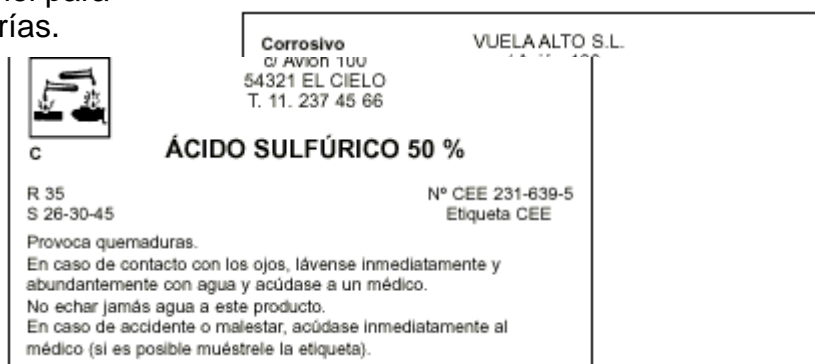 para
rías.
Corrosivo VUELA ALTO S.L.
c/ Avión 100
54321 EL CIELO
T. 11. 237 45 66
C ÁCIDO SULFÚRICO 50 %
R 35 Nº CEE 231-639-5
S 26-30-45 Etiqueta CEE
Provoca quemaduras.
En caso de contacto con los ojos, lávense inmediatamente y
abundantemente con agua y acúdase a un médico.
No echar jamás agua a este producto.
En caso de accidente o malestar, acúdase inmediatamente al
médico (si es posible muéstrele la etiqueta).